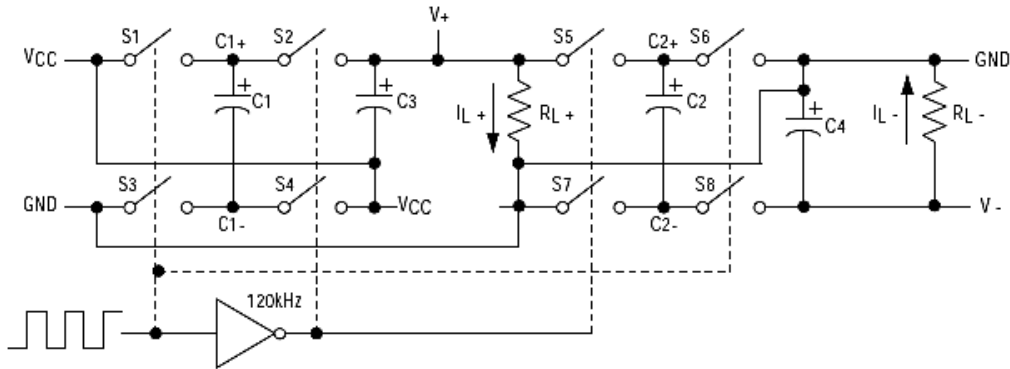 V+
S1 C1+ S2 S5 C2+ S6
VCC GND
+ C1 + C3 IL + RL + + C2 + C4 IL - RL -
S3 S4 S7 S8
GND VCC V -
C1- C2-
120kHz